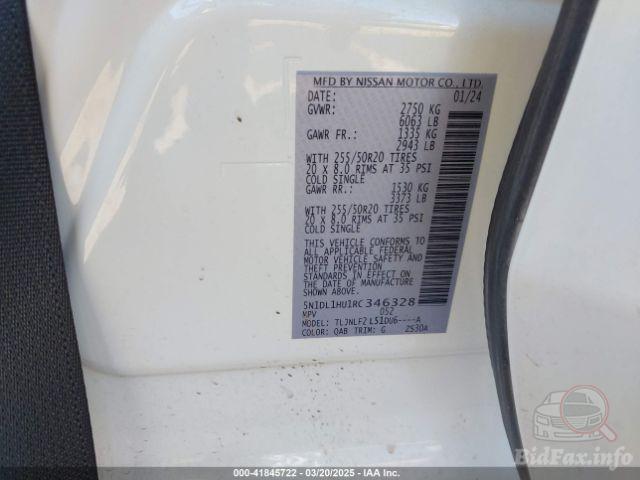 MFD BY NISSAN MOTOR CO., LTD.
DATE: 01/24
GVWR: 2750 KG
6063 LB
GAWR FR.: 1335 KG
2943 LB
WITH 255/50R20 TIRES
20 X 8.0 RIMS AT 35 PSI
COLD SINGLE
GAWR RR.: 1530 KG
3373 LB
WITH 255/50R20 TIRES
20 X 8.0 RIMS AT 35 PSI
COLD SINGLE
THIS VEHICLE CONFORMS TO
ALL APPLICABLE FEDERAL
MOTOR VEHICLE SAFETY AND
THEFT PREVENTION
STANDARDS IN EFFECT ON
THE DATE OF MANUFACTURE
SHOWN ABOVE.
5N1DL1HU1RC346328
MPV 052
MODEL: TLJNLF2 L51DU6----A
COLOR: QAB TRIM: G 2S30A
000-41845722 — 03/20/2025 — IAA Inc.
BidFax.info